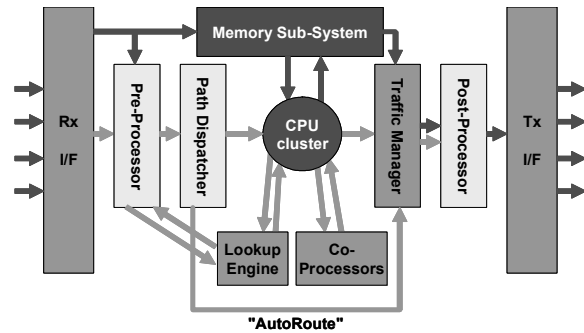 Memory Sub-System
Rx
I/F
Pre-Processor
Path Dispatcher
CPU
cluster
Traffic Manager
Post-Processor
Tx
I/F
Lookup
Engine
Co-
Processors
"AutoRoute"